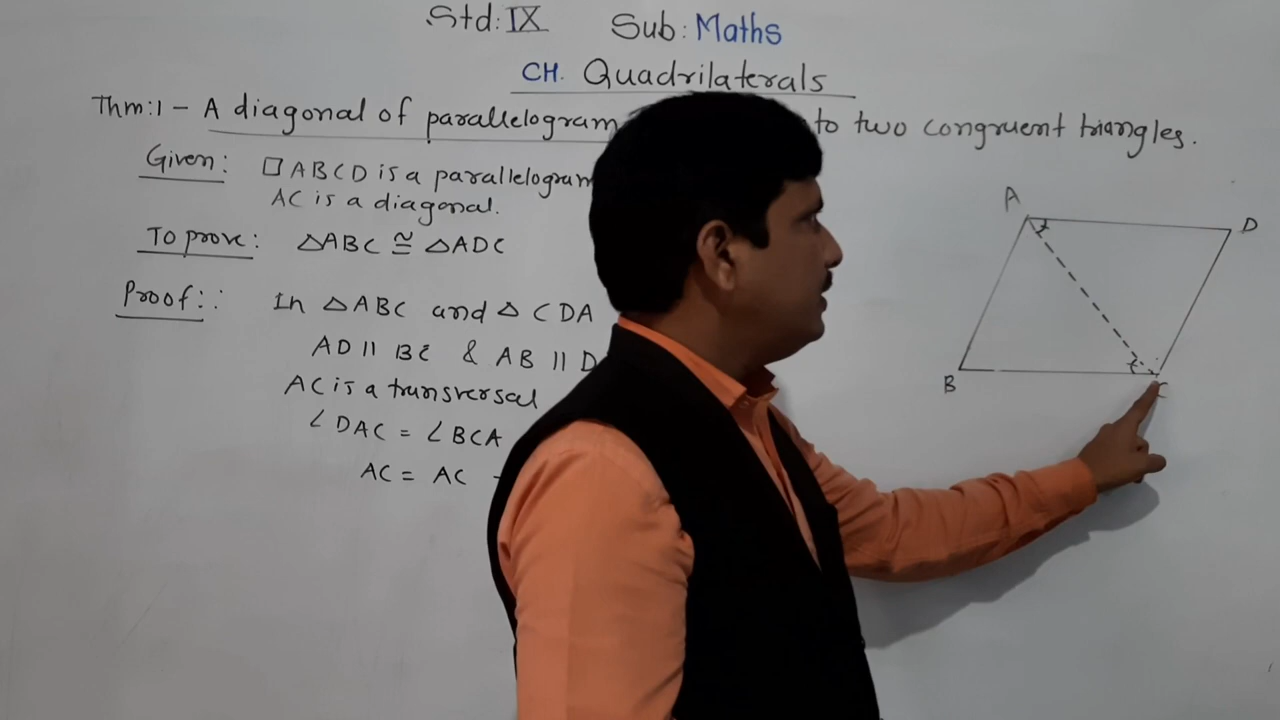 Std: IX Sub: Maths
CH. Quadrilaterals
Thm:1 - A diagonal of parallelogram to two congruent triangles.
Given: □ ABCD is a parallelogram
AC is a diagonal.
To prove: △ABC ≅ △ADC
Proof:: In △ABC and △CDA
AD || BC & AB || D
AC is a transversal
∠DAC = ∠BCA
AC = AC -
A
D
B
C